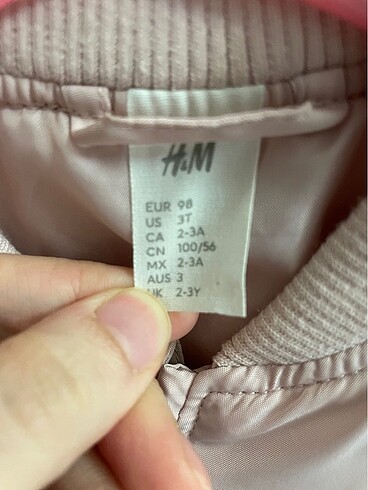 H&M
EUR 98
US 3T
CA 2-3A
CN 100/56
MX 2-3A
AUS 3
UK 2-3Y